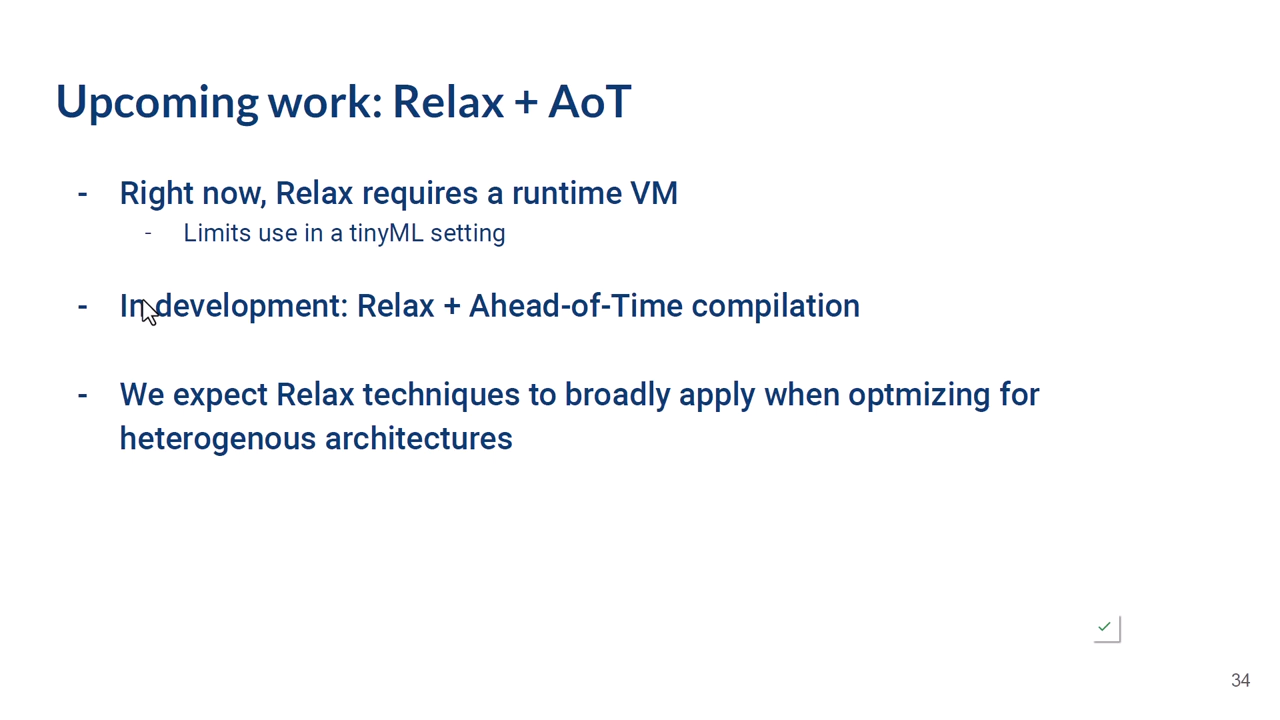 Upcoming work: Relax + AoT
- Right now, Relax requires a runtime VM
- Limits use in a tinyML setting
- In development: Relax + Ahead-of-Time compilation
- We expect Relax techniques to broadly apply when optmizing for
heterogenous architectures
34